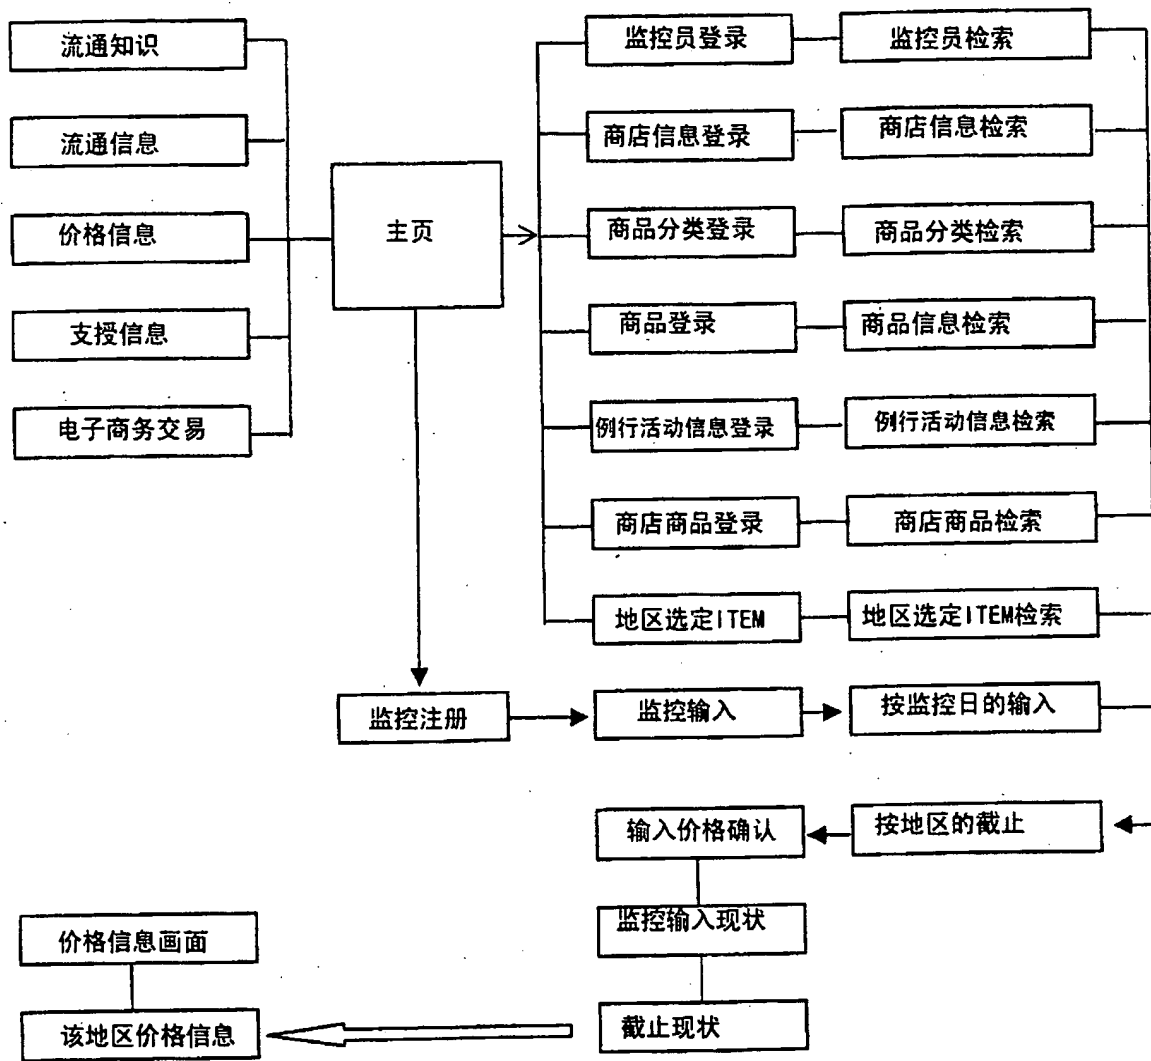 流通知识
流通信息
价格信息
支授信息
电子商务交易
主页
监控员登录
监控员检索
商店信息登录
商店信息检索
商品分类登录
商品分类检索
商品登录
商品信息检索
例行活动信息登录
例行活动信息检索
商店商品登录
商店商品检索
地区选定ITEM
地区选定ITEM检索
监控注册
监控输入
按监控日的输入
输入价格确认
按地区的截止
监控输入现状
截止现状
价格信息画面
该地区价格信息